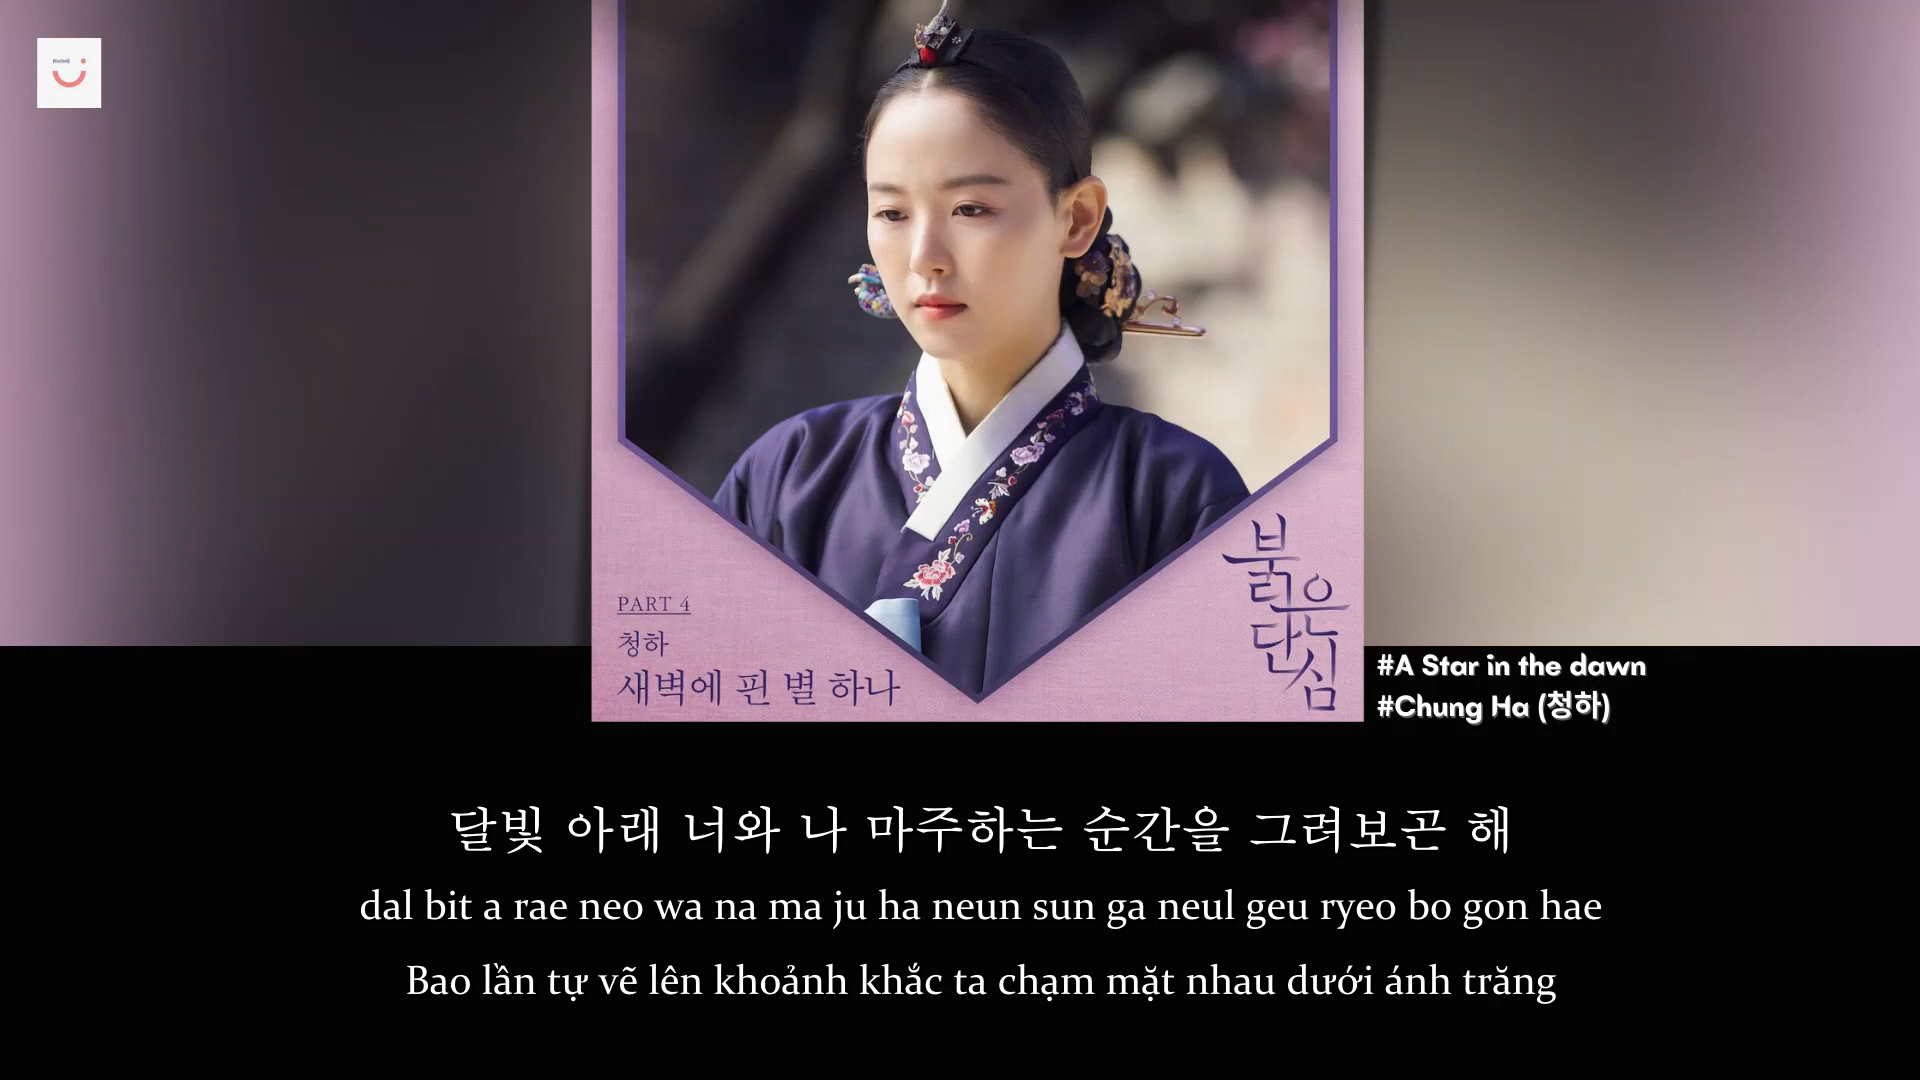 PART 4
청하
새벽에 핀 별 하나
붉은
단심
#A Star in the dawn
#Chung Ha (청하)
달빛 아래 너와 나 마주하는 순간을 그려보곤 해
dal bit a rae neo wa na ma ju ha neun sun ga neul geu ryeo bo gon hae
Bao lần tự vẽ lên khoảnh khắc ta chạm mặt nhau dưới ánh trăng